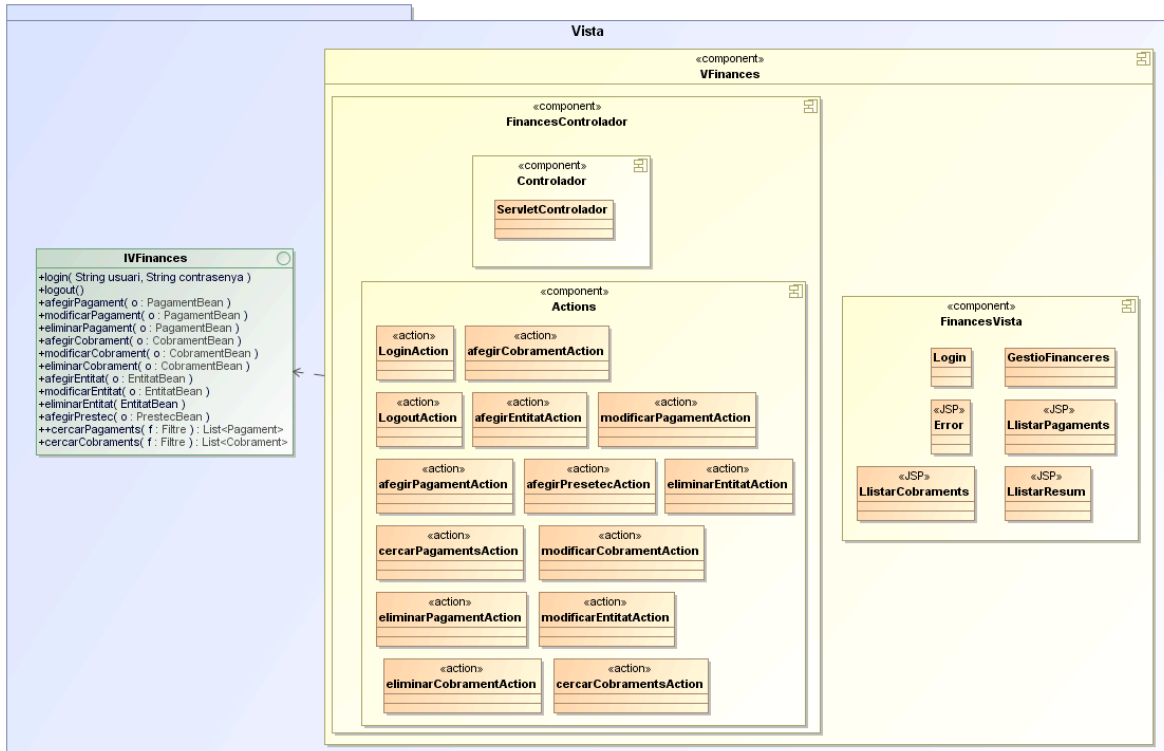 Vista
«component»
VFinances
«component»
FinancesControlador
«component»
Controlador
ServletControlador
IVFinances
+login( String usuari, String contrasenya )
+logout()
+afegirPagament( o : PagamentBean )
+modificarPagament( o : PagamentBean )
+eliminarPagament( o : PagamentBean )
+afegirCobrament( o : CobramentBean )
+modificarCobrament( o : CobramentBean )
+eliminarCobrament( o : CobramentBean )
+afegirEntitat( o : EntitatBean )
+modificarEntitat( o : EntitatBean )
+eliminarEntitat( EntitatBean )
+afegirPrestec( o : PrestecBean )
++cercarPagaments( f : Filtre ) : List<Pagament>
+cercarCobraments( f : Filtre ) : List<Cobrament>
«component»
Actions
«action»
LoginAction
«action»
afegirCobramentAction
«action»
LogoutAction
«action»
afegirEntitatAction
«action»
modificarPagamentAction
«action»
afegirPagamentAction
«action»
afegirPresetecAction
«action»
eliminarEntitatAction
«action»
cercarPagamentsAction
«action»
modificarCobramentAction
«action»
eliminarPagamentAction
«action»
modificarEntitatAction
«action»
eliminarCobramentAction
«action»
cercarCobramentsAction
«component»
FinancesVista
Login
GestioFinanceres
«JSP»
Error
«JSP»
LlistarPagaments
«JSP»
LlistarCobraments
«JSP»
LlistarResum